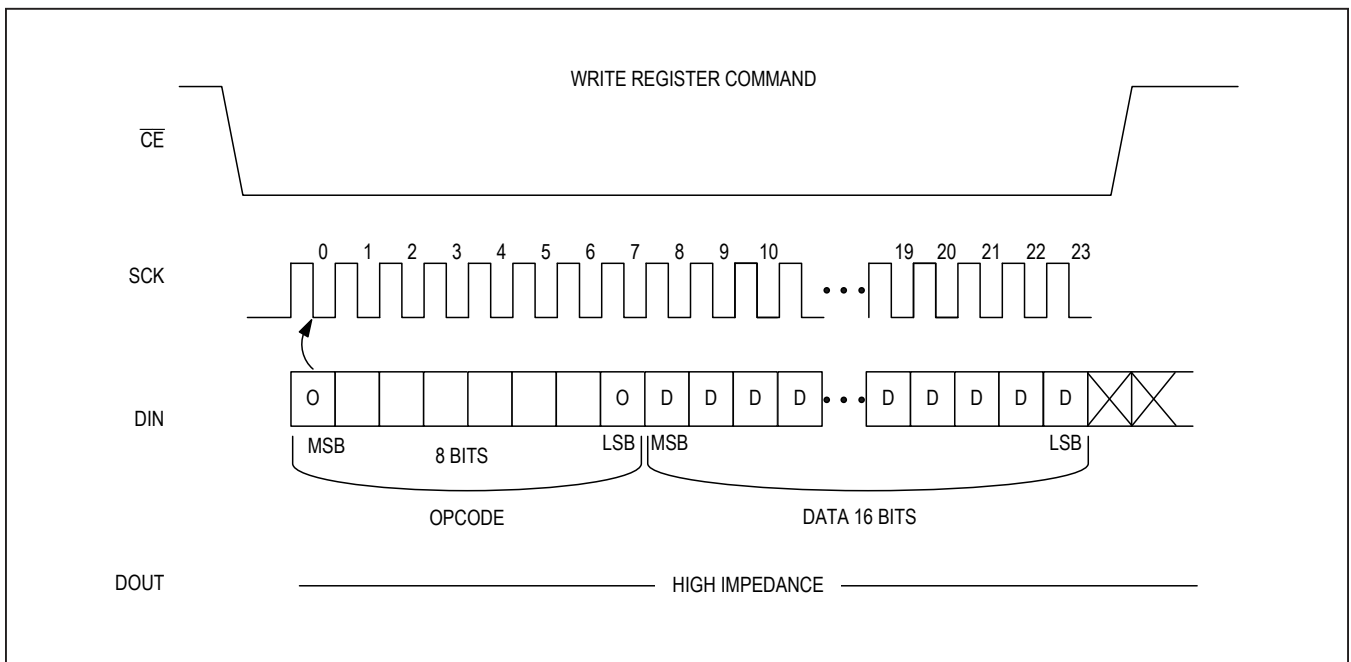 WRITE REGISTER COMMAND
CE
0 1 2 3 4 5 6 7 8 9 10 19 20 21 22 23
SCK
DIN
O O D D D D D D D D D
MSB 8 BITS LSB MSB LSB
OPCODE DATA 16 BITS
DOUT HIGH IMPEDANCE